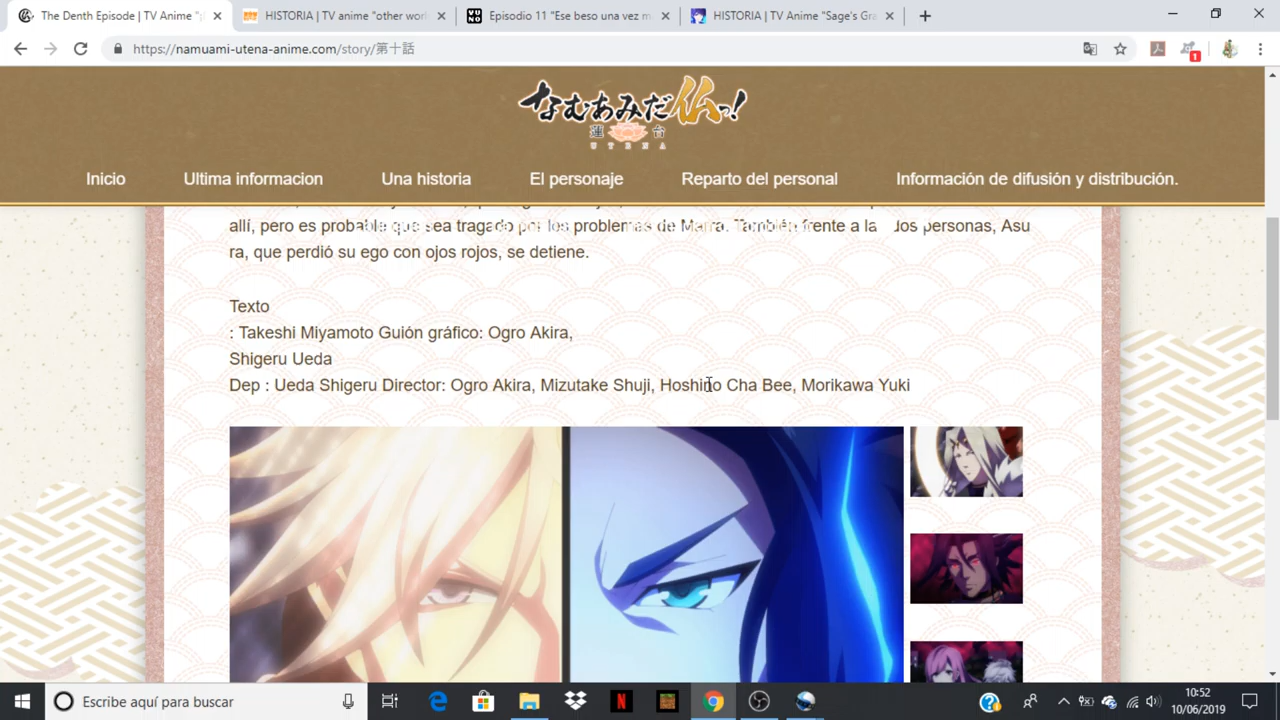 The Denth Episode | TV Anime "
HISTORIA | TV anime "other worl
Episodio 11 "Ese beso una vez m
HISTORIA | TV Anime "Sage's Gra
https://namuami-utena-anime.com/story/第十話
1
なむあみだ仏っ!
蓮台
UTENA
Inicio
Ultima informacion
Una historia
El personaje
Reparto del personal
Información de difusión y distribución.
allí, pero es probable que sea tragado por los problemas de Marra. También frente a la dos personas, Asu
ra, que perdió su ego con ojos rojos, se detiene.
Texto
: Takeshi Miyamoto Guión gráfico: Ogro Akira,
Shigeru Ueda
Dep : Ueda Shigeru Director: Ogro Akira, Mizutake Shuji, Hoshino Cha Bee, Morikawa Yuki
Escribe aquí para buscar
10:52
10/06/2019